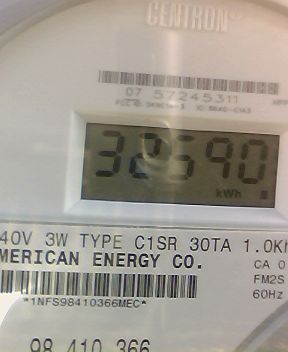 CENTRON®
07 57245311
32590
kWh
40V 3W TYPE C1SR 30TA 1.0K
MERICAN ENERGY CO.
CA 0
FM2S
60Hz
*1NFS98410366MEC*
98 410 366